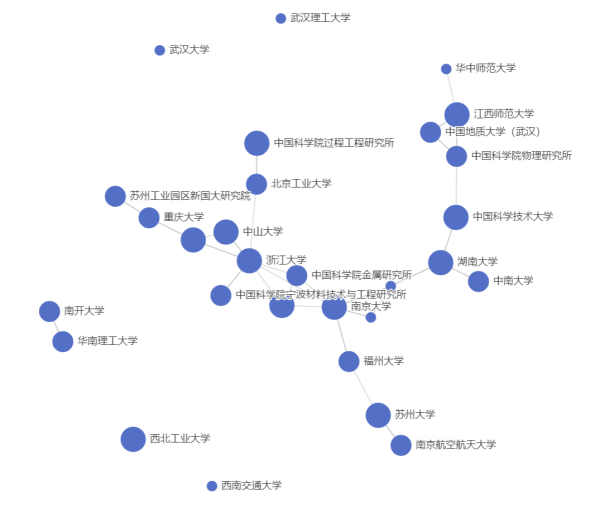 武汉理工大学
武汉大学
华中师范大学
江西师范大学
中国地质大学（武汉）
中国科学院过程工程研究所
中国科学院物理研究所
北京工业大学
苏州工业园区新国大研究院
重庆大学
中国科学技术大学
中山大学
浙江大学
湖南大学
中国科学院金属研究所
中南大学
中国科学院宁波材料技术与工程研究所
南京大学
南开大学
华南理工大学
福州大学
苏州大学
西北工业大学
南京航空航天大学
西南交通大学